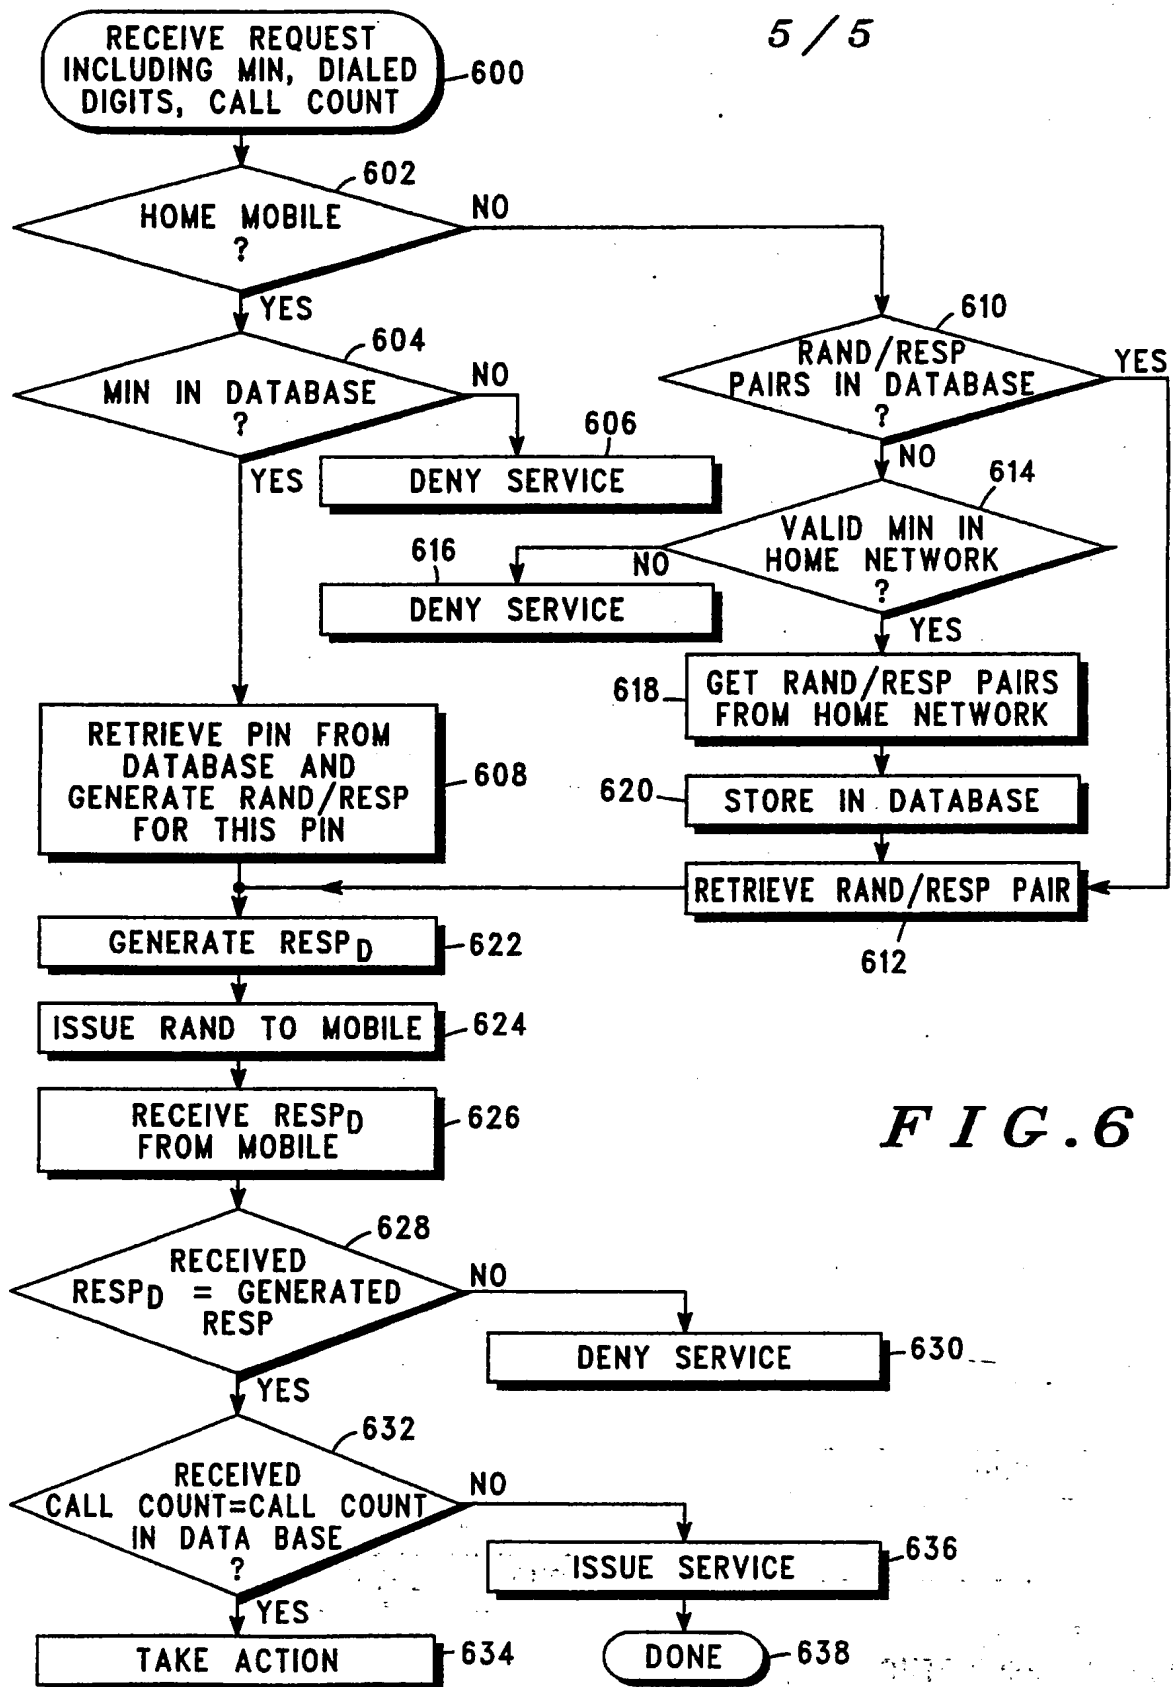 5/5
RECEIVE REQUEST
INCLUDING MIN, DIALED
DIGITS, CALL COUNT
600
602
HOME MOBILE
?
NO
YES
604
MIN IN DATABASE
?
NO
YES
606
DENY SERVICE
610
RAND/RESP
PAIRS IN DATABASE
?
YES
NO
614
VALID MIN IN
HOME NETWORK
?
NO
YES
616
DENY SERVICE
618
GET RAND/RESP PAIRS
FROM HOME NETWORK
620
STORE IN DATABASE
RETRIEVE RAND/RESP PAIR
612
RETRIEVE PIN FROM
DATABASE AND
GENERATE RAND/RESP
FOR THIS PIN
608
GENERATE RESPD
622
ISSUE RAND TO MOBILE
624
RECEIVE RESPD
FROM MOBILE
626
FIG.6
628
RECEIVED
RESPD = GENERATED
RESP
NO
YES
DENY SERVICE
630
632
RECEIVED
CALL COUNT=CALL COUNT
IN DATA BASE
?
NO
YES
ISSUE SERVICE
636
TAKE ACTION
634
DONE
638